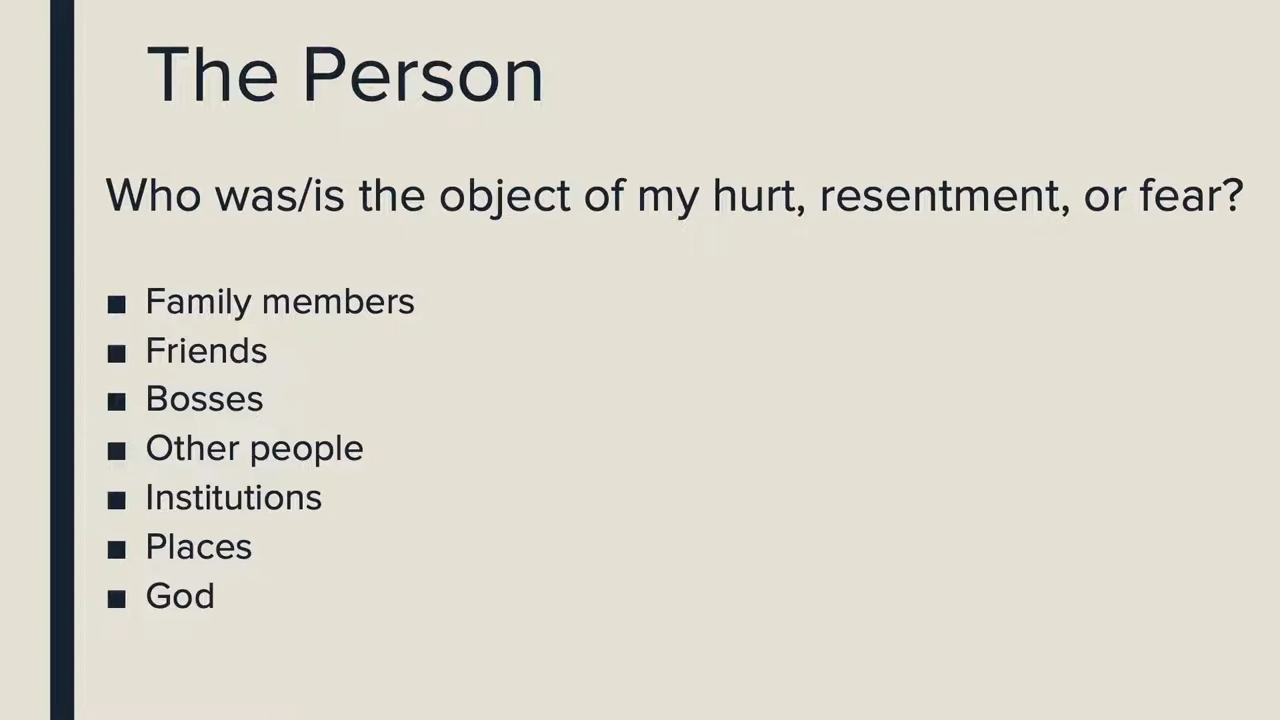 The Person
Who was/is the object of my hurt, resentment, or fear?
■ Family members
■ Friends
■ Bosses
■ Other people
■ Institutions
■ Places
■ God